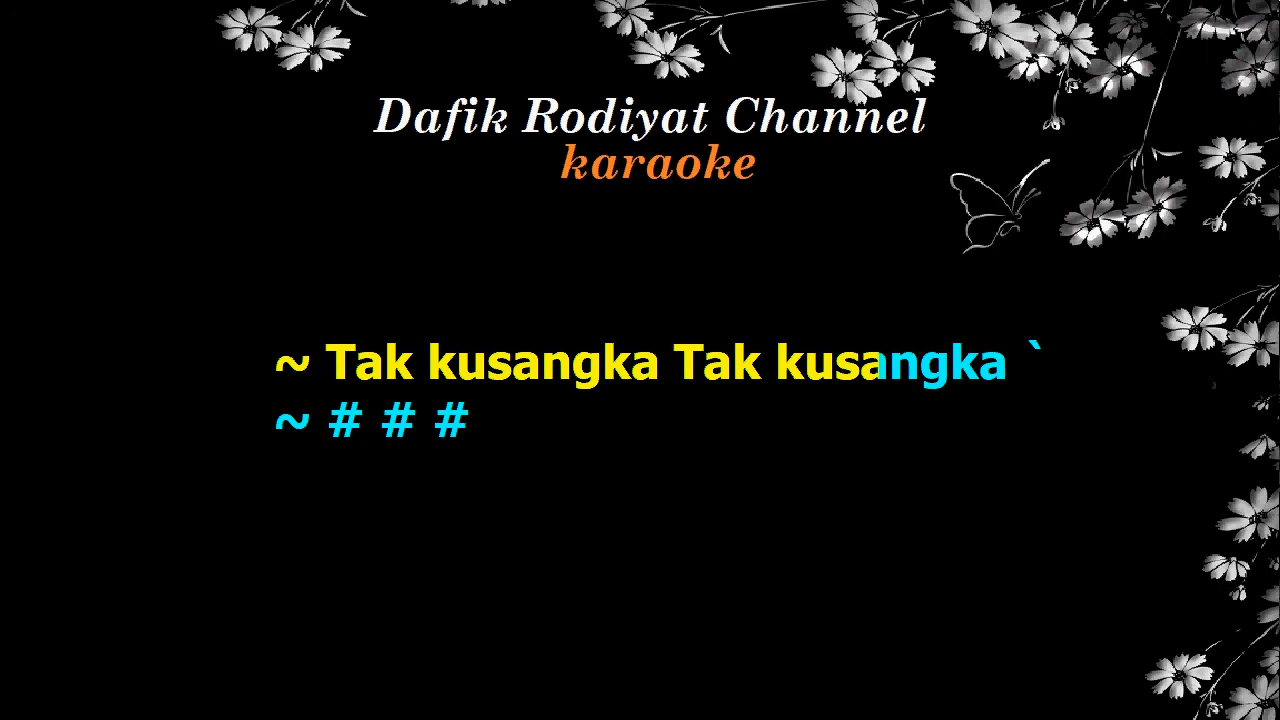 Dafik Rodiyat Channel
karaoke
~ Tak kusangka Tak kusangka `
~ # # #